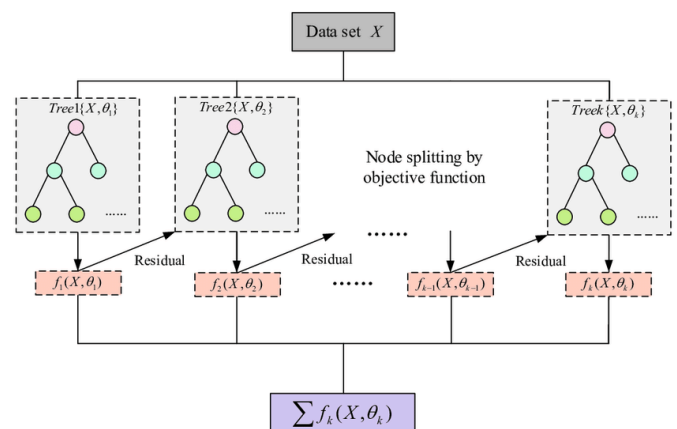 Data set X
Tree1{X,θ₁}
Tree2{X,θ₂}
Treek{X,θₖ}
Node splitting by
objective function
......
......
......
......
Residual
Residual
Residual
f₁(X,θ₁)
f₂(X,θ₂)
......
fₖ₋₁(X,θₖ₋₁)
fₖ(X,θₖ)
∑fₖ(X,θₖ)